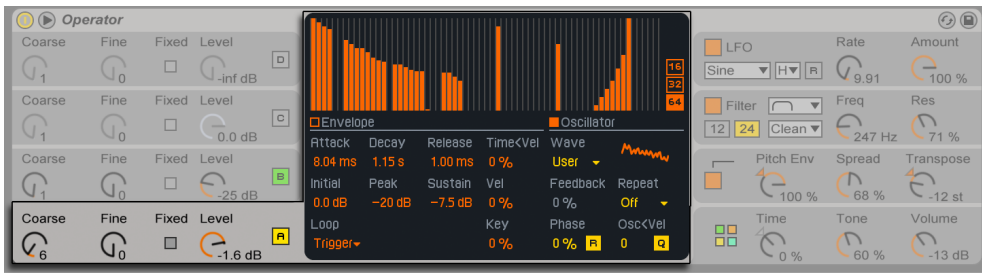 Operator
Coarse Fine Fixed Level
1 0 -inf dB D
Coarse Fine Fixed Level
1 0 0.0 dB C
Coarse Fine Fixed Level
1 0 -25 dB B
Coarse Fine Fixed Level
6 0 -1.6 dB A
16
32
64
Envelope Oscillator
Attack Decay Release Time<Vel Wave
8.04 ms 1.15 s 1.00 ms 0 % User
Initial Peak Sustain Vel Feedback Repeat
0.0 dB -20 dB -7.5 dB 0 % 0 % Off
Loop Key Phase Osc<Vel
Trigger 0 % 0 % R 0 Q
LFO Rate Amount
Sine H R 9.91 100 %
Filter Freq Res
12 24 Clean 247 Hz 71 %
Pitch Env Spread Transpose
100 % 68 % -12 st
Time Tone Volume
0 % 60 % -13 dB